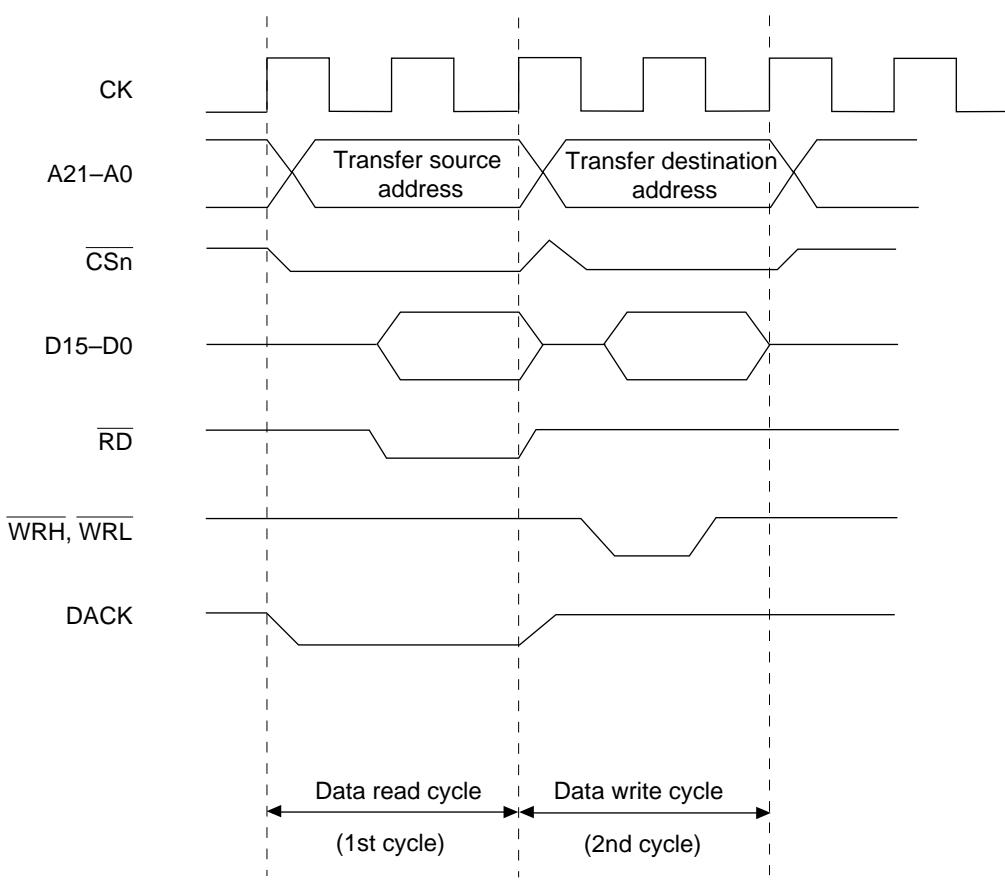 CK
A21–A0
Transfer source
address
Transfer destination
address
CSn
D15–D0
RD
WRH, WRL
DACK
Data read cycle
(1st cycle)
Data write cycle
(2nd cycle)